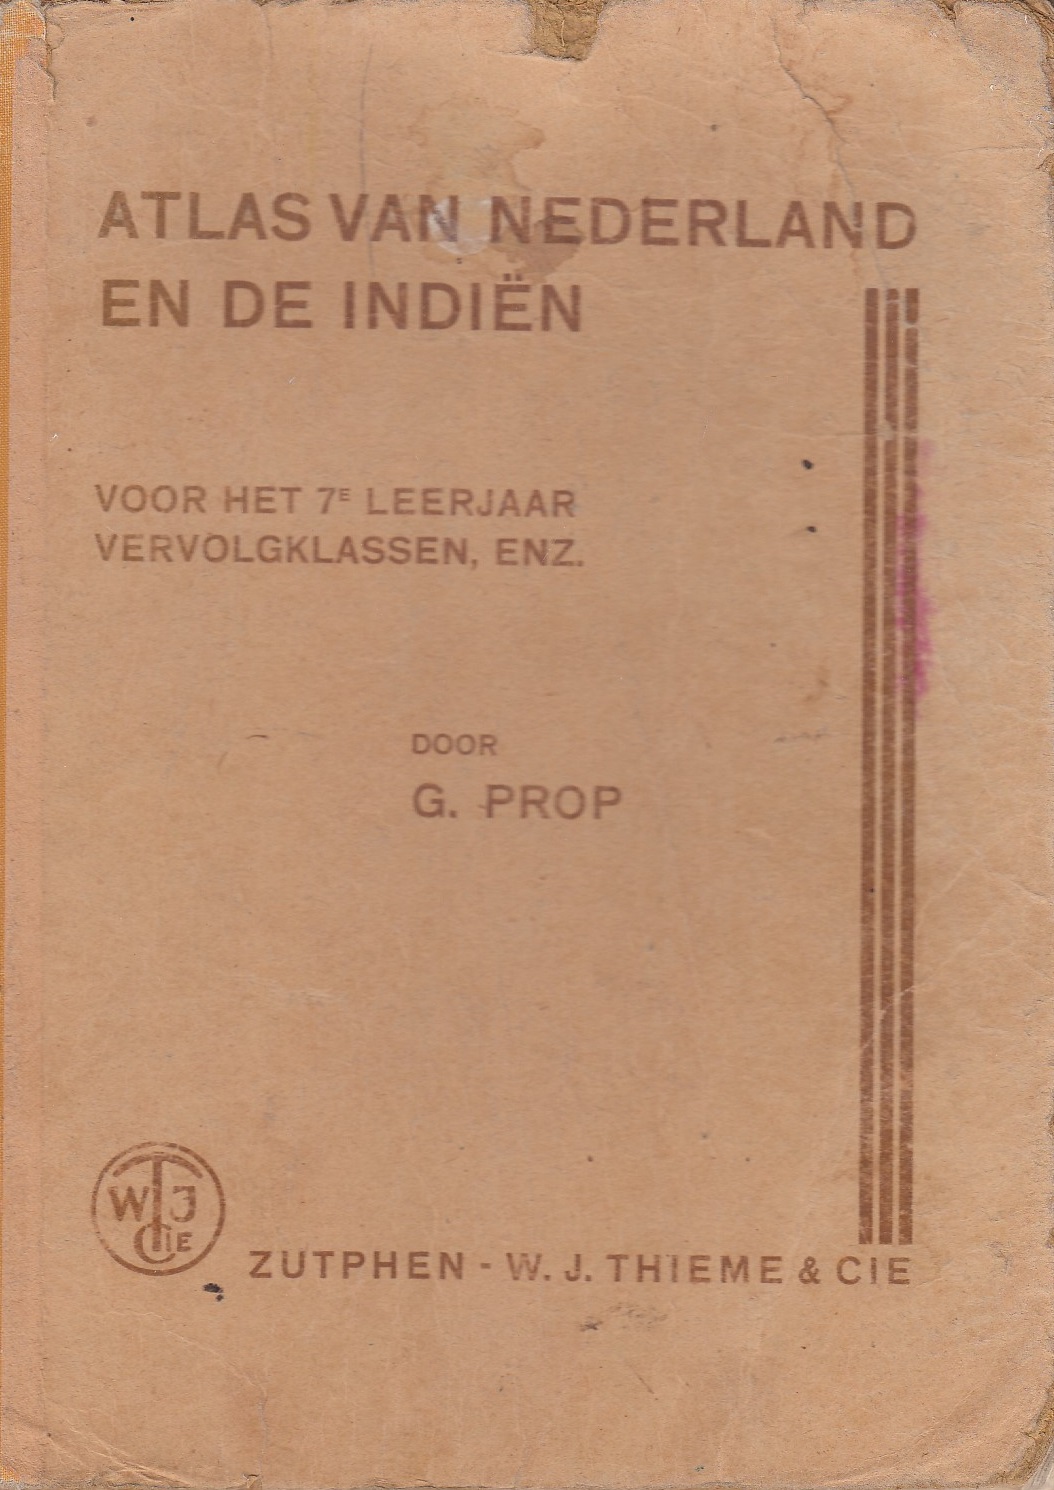 ATLAS VAN NEDERLAND
EN DE INDIËN
VOOR HET 7E LEERJAAR
VERVOLGKLASSEN, ENZ.
DOOR
G. PROP
W T J
CIE
ZUTPHEN - W. J. THIEME & CIE